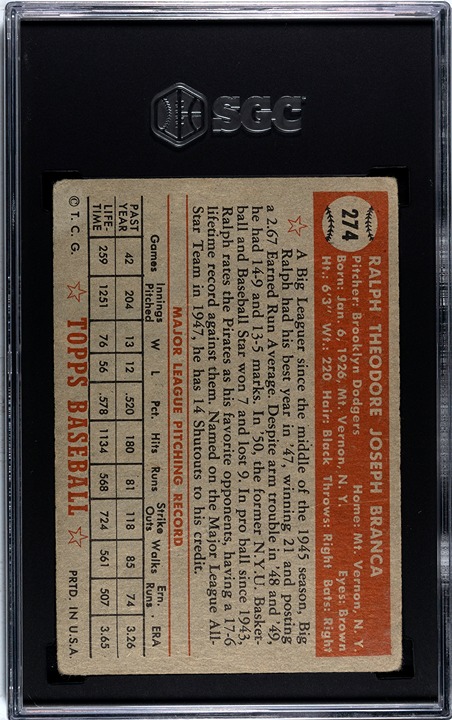 SGC
274
RALPH THEODORE JOSEPH BRANCA
Pitcher: Brooklyn Dodgers Home: Mt. Vernon, N. Y.
Born: Jan. 6, 1926, Mt. Vernon, N. Y. Eyes: Brown
Ht.: 6'3" Wt.: 220 Hair: Black Throws: Right Bats: Right
A Big Leaguer since the middle of the 1945 season, Big
Ralph had his best year in '47, winning 21 and posting
a 2.67 Earned Run Average. Despite arm trouble in '48 and '49,
he had 14-9 and 13-5 marks. In '50, the former N.Y.U. Basket-
ball and Baseball Star won 7 and lost 9. In pro ball since 1943,
Ralph rates the Pirates as his favorite opponents, having a 17-6
lifetime record against them. Named on the Major League All-
Star Team in 1947, he has 14 Shutouts to his credit.
MAJOR LEAGUE PITCHING RECORD
Games Innings Pitched W L Pct. Hits Runs Strike Outs Walks Ern. Runs ERA
PAST YEAR 42 204 13 12 .520 180 81 118 85 74 3.26
LIFE-TIME 259 1251 76 56 .578 1134 568 724 561 507 3.65
© T. C. G. TOPPS BASEBALL PRTD. IN U.S.A.